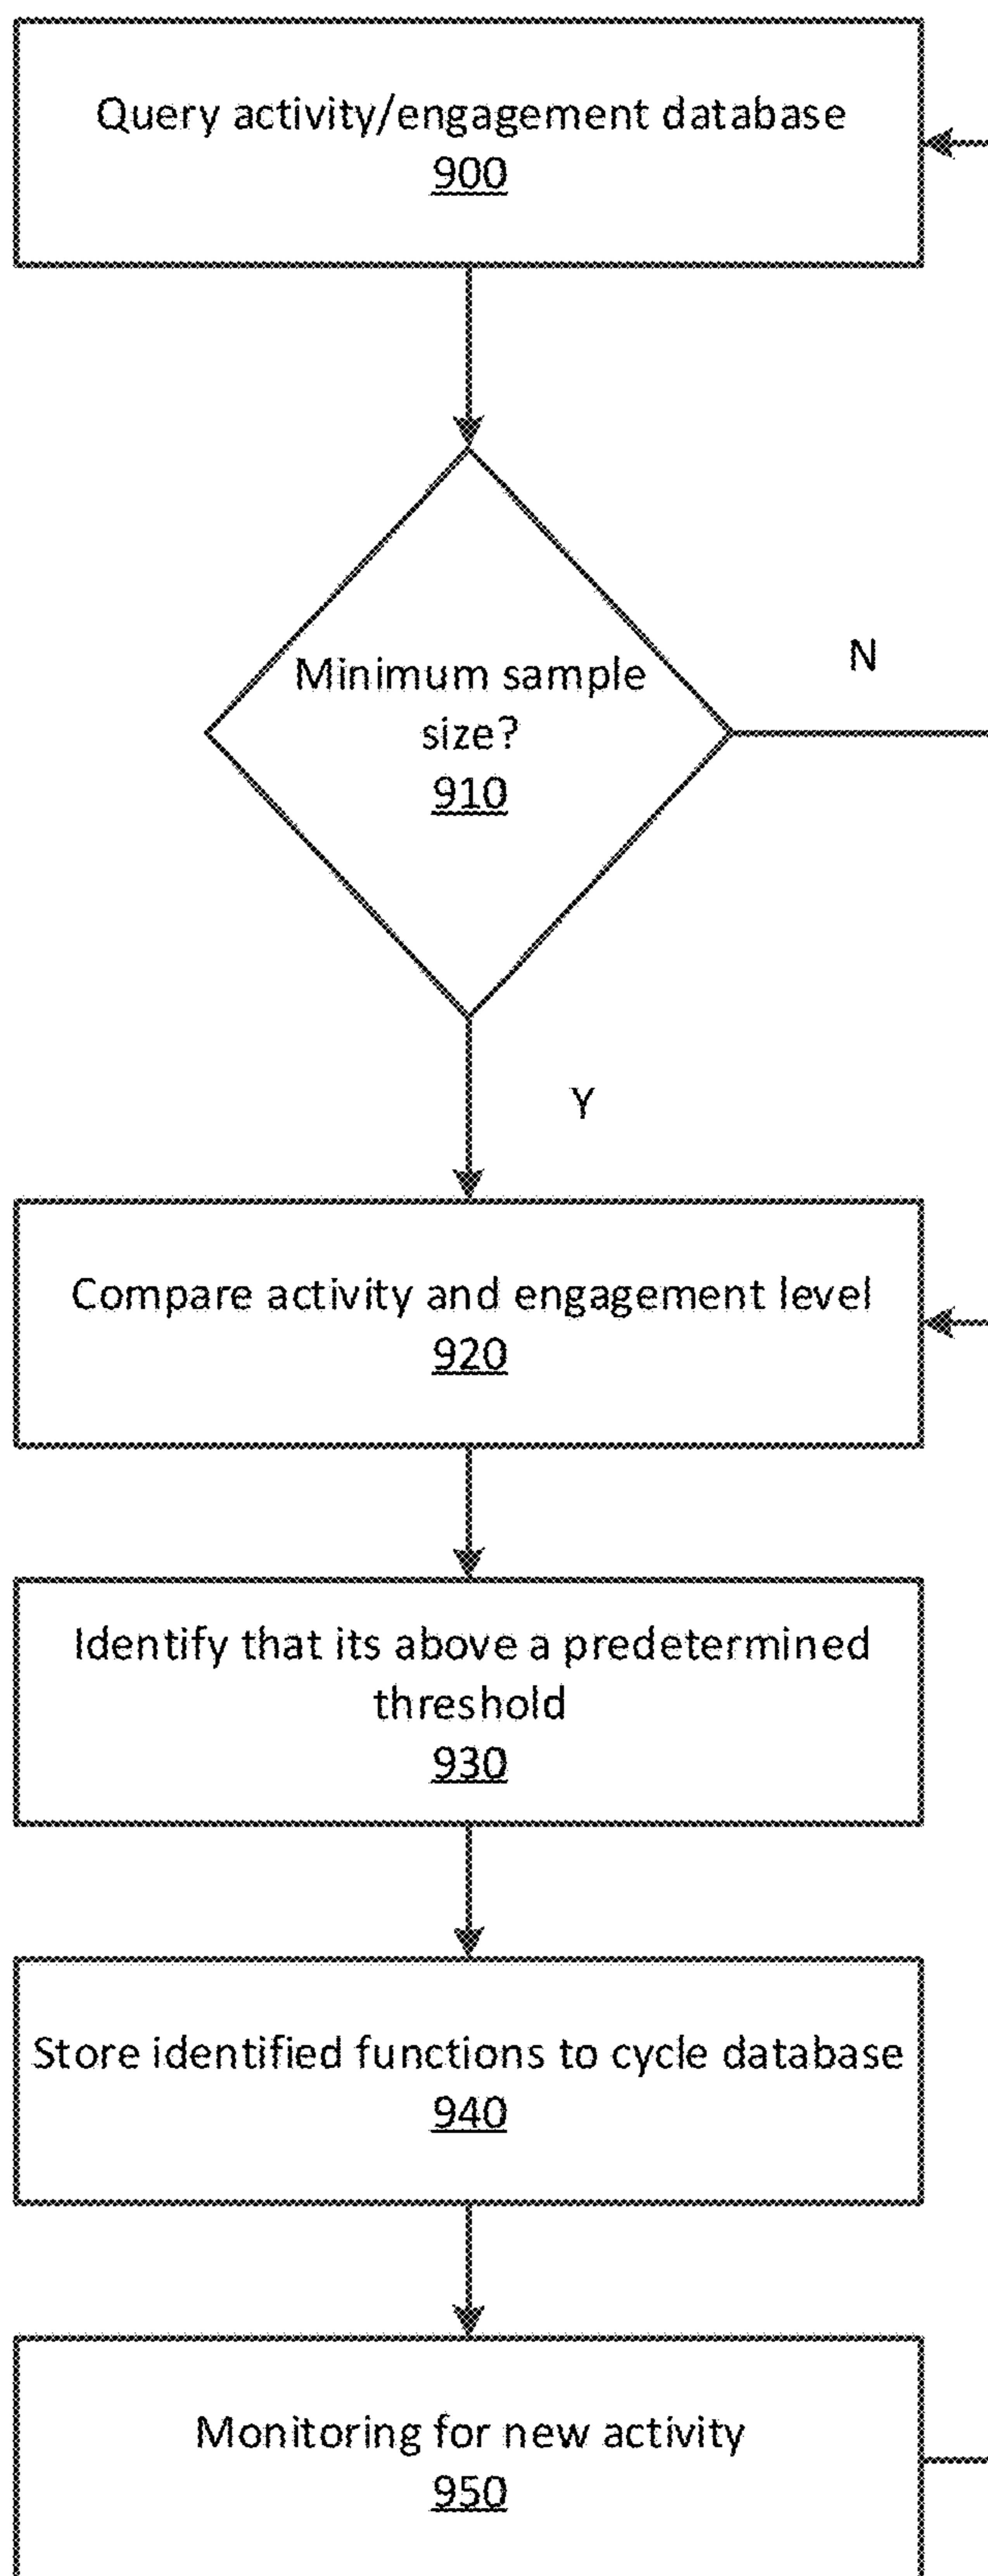 Query activity/engagement database
900
Minimum sample
size?
910
N
Y
Compare activity and engagement level
920
Identify that its above a predetermined
threshold
930
Store identified functions to cycle database
940
Monitoring for new activity
950